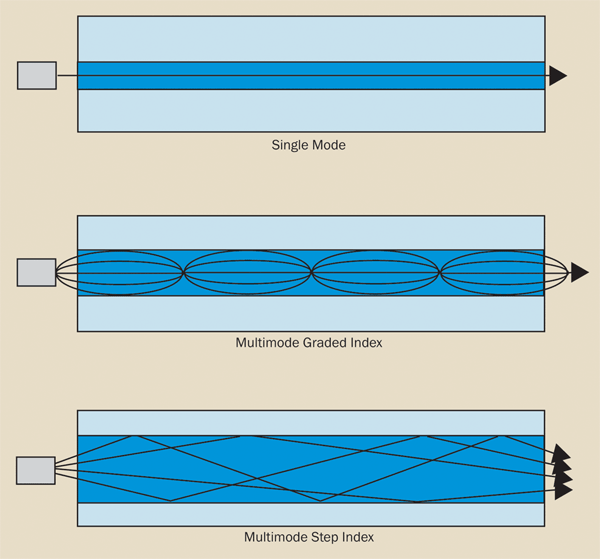 Single Mode
Multimode Graded Index
Multimode Step Index